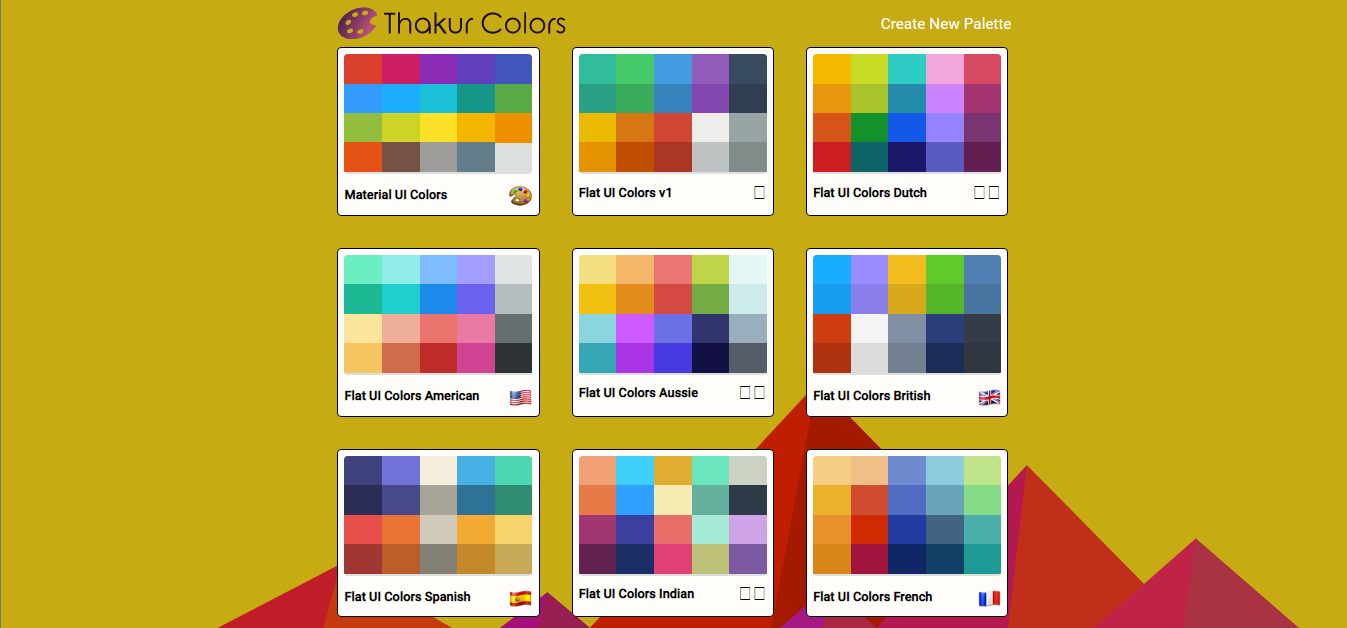 Thakur Colors
Create New Palette
Material UI Colors
Flat UI Colors v1
Flat UI Colors Dutch
Flat UI Colors American
Flat UI Colors Aussie
Flat UI Colors British
Flat UI Colors Spanish
Flat UI Colors Indian
Flat UI Colors French